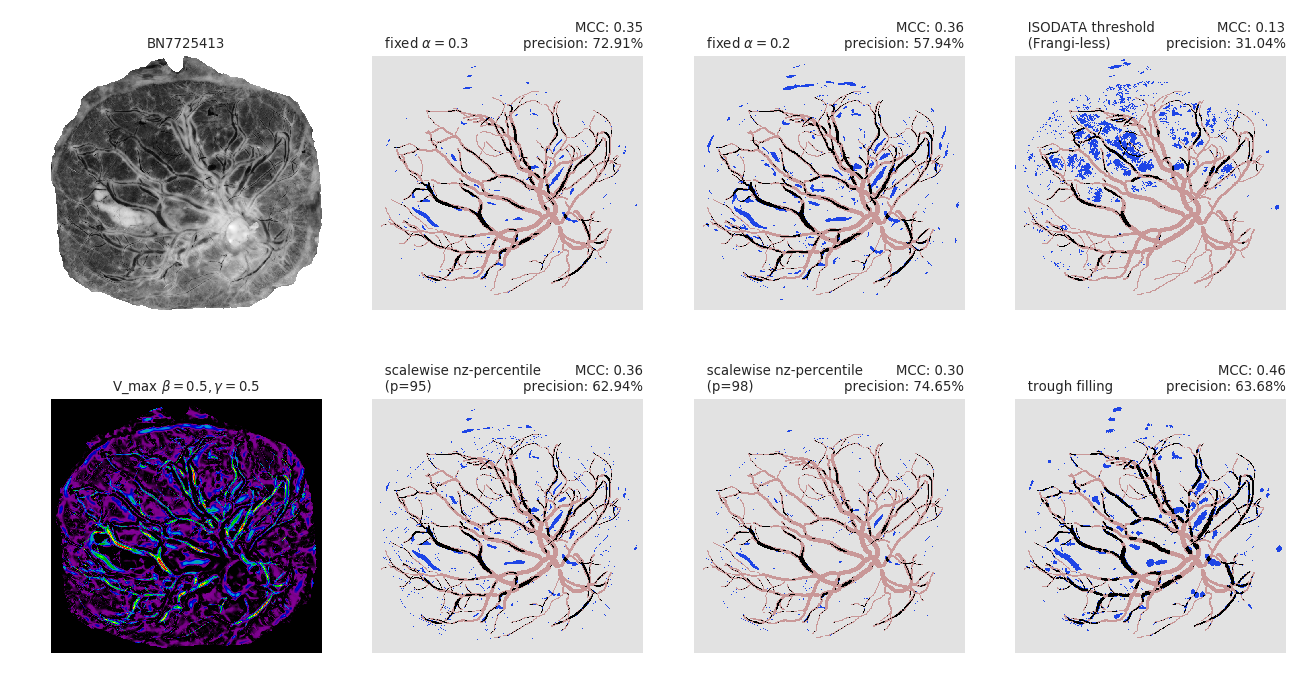 BN7725413
fixed α = 0.3
MCC: 0.35
precision: 72.91%
fixed α = 0.2
MCC: 0.36
precision: 57.94%
ISODATA threshold
(Frangi-less)
MCC: 0.13
precision: 31.04%
V_max β = 0.5, γ = 0.5
scalewise nz-percentile
(p=95)
MCC: 0.36
precision: 62.94%
scalewise nz-percentile
(p=98)
MCC: 0.30
precision: 74.65%
trough filling
MCC: 0.46
precision: 63.68%